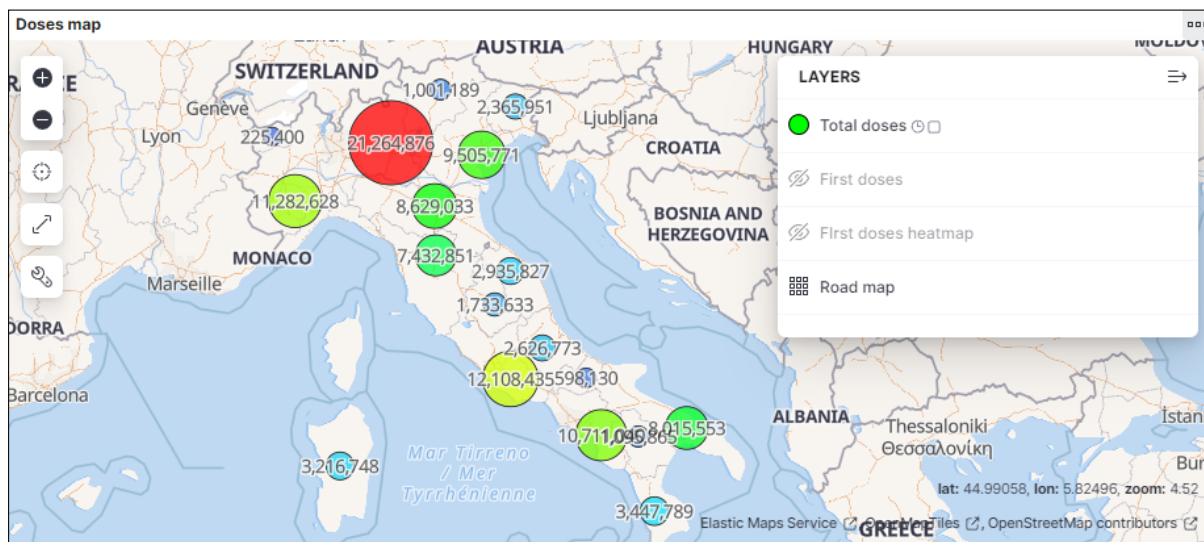 Doses map
AUSTRIA
HUNGARY
SWITZERLAND
LAYERS
1,001,189
Genève
2,365,951
Ljubljana
Total doses
Lyon
225,400
21,264,876
9,505,771
CROATIA
First doses
11,282,628
8,629,033
BOSNIA AND
HERZEGOVINA
FIrst doses heatmap
MONACO
7,432,851
Marseille
2,935,827
Road map
1,733,633
DORRA
2,626,773
12,108,435
598,130
Barcelona
ALBANIA
8,015,553
Thessaloniki
Θεσσαλονίκη
İstan
Mar Tirreno
/ Mer
Tyrrhénienne
3,216,748
Bur
lat: 44.99058, lon: 5.82496, zoom: 4.52
3,447,789
Elastic Maps Service , OpenMapTiles , OpenStreetMap contributors
GREECE